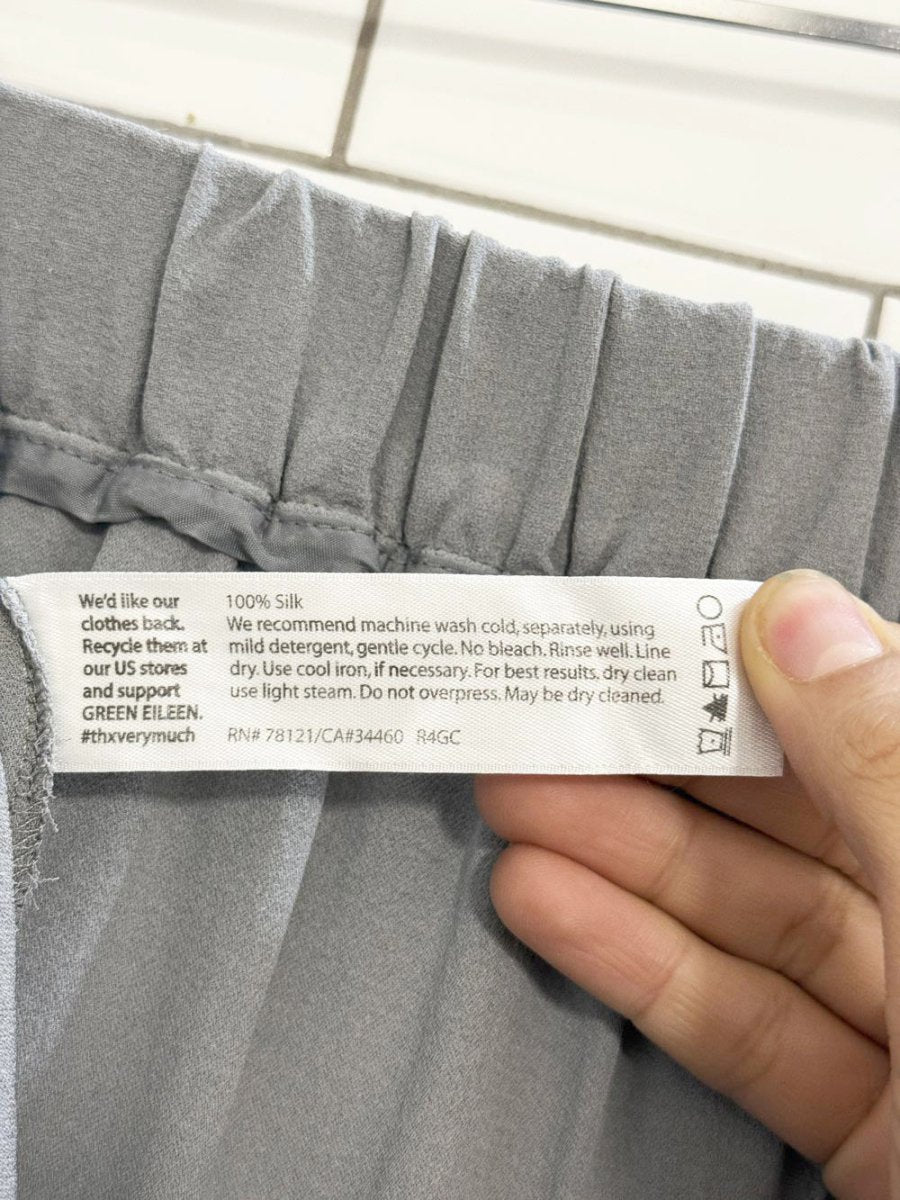 We'd like our
clothes back.
Recycle them at
our US stores
and support
GREEN EILEEN.
#thxverymuch
100% Silk
We recommend machine wash cold, separately, using
mild detergent, gentle cycle. No bleach. Rinse well. Line
dry. Use cool iron, if necessary. For best results, dry clean
use light steam. Do not overpress. May be dry cleaned.
RN# 78121/CA#34460 R4GC